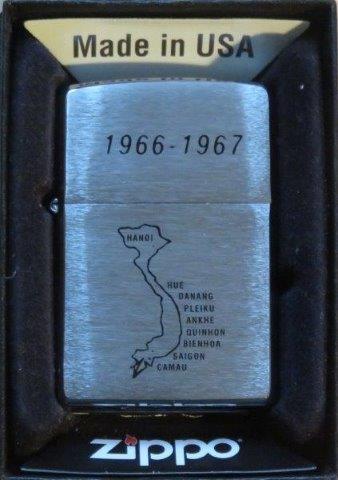 Made in USA
1966-1967
HANOI
HUE
DANANG
PLEIKU
ANKHE
QUINHON
BIENHOA
SAIGON
CAMAU
zippo